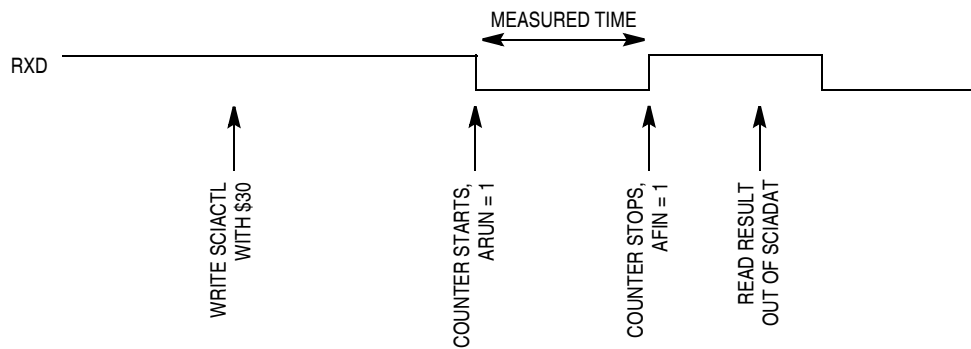 MEASURED TIME
RXD
WRITE SCIACTL
WITH $30
COUNTER STARTS,
ARUN = 1
COUNTER STOPS,
AFIN = 1
READ RESULT
OUT OF SCIADAT